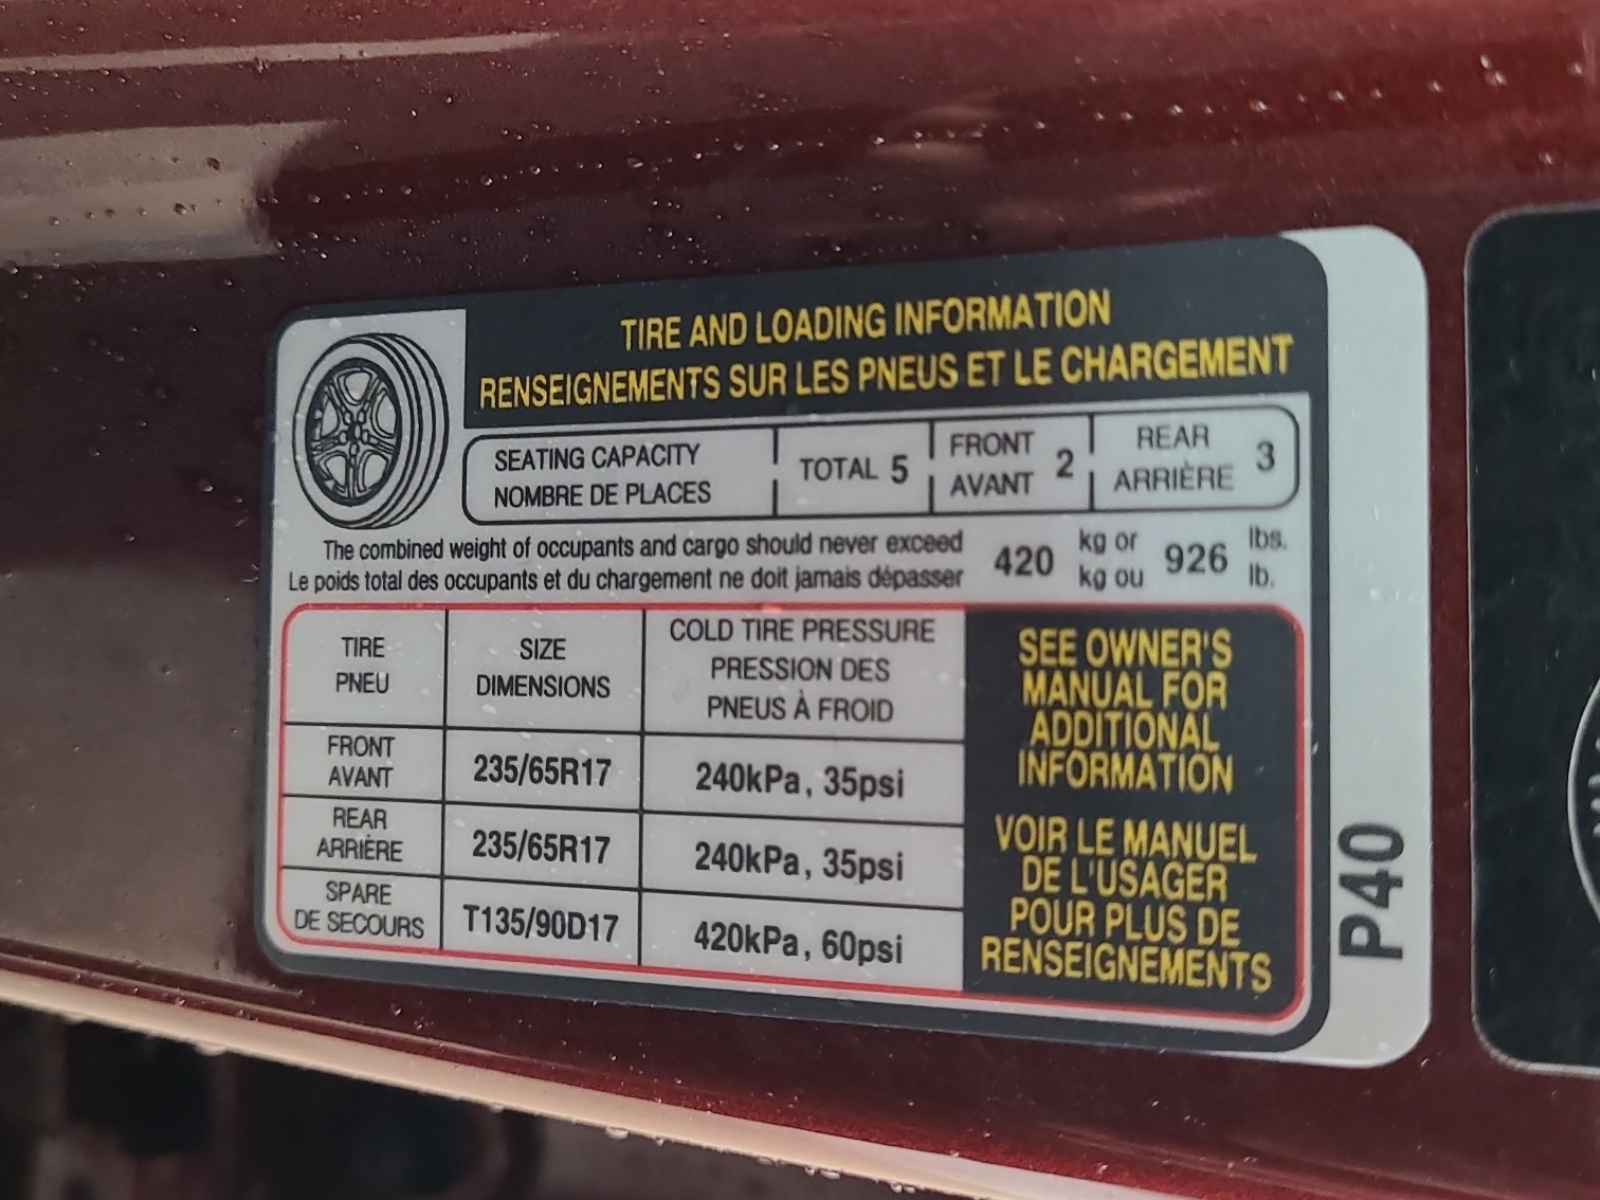 TIRE AND LOADING INFORMATION
RENSEIGNEMENTS SUR LES PNEUS ET LE CHARGEMENT
SEATING CAPACITY
NOMBRE DE PLACES
TOTAL 5
FRONT
AVANT
2
REAR
ARRIÈRE
3
The combined weight of occupants and cargo should never exceed
Le poids total des occupants et du chargement ne doit jamais dépasser
420
kg or
kg ou
926
lbs.
lb.
TIRE
PNEU
SIZE
DIMENSIONS
COLD TIRE PRESSURE
PRESSION DES
PNEUS À FROID
FRONT
AVANT
235/65R17
240kPa, 35psi
REAR
ARRIÈRE
235/65R17
240kPa, 35psi
SPARE
DE SECOURS
T135/90D17
420kPa, 60psi
SEE OWNER'S
MANUAL FOR
ADDITIONAL
INFORMATION
VOIR LE MANUEL
DE L'USAGER
POUR PLUS DE
RENSEIGNEMENTS
P40